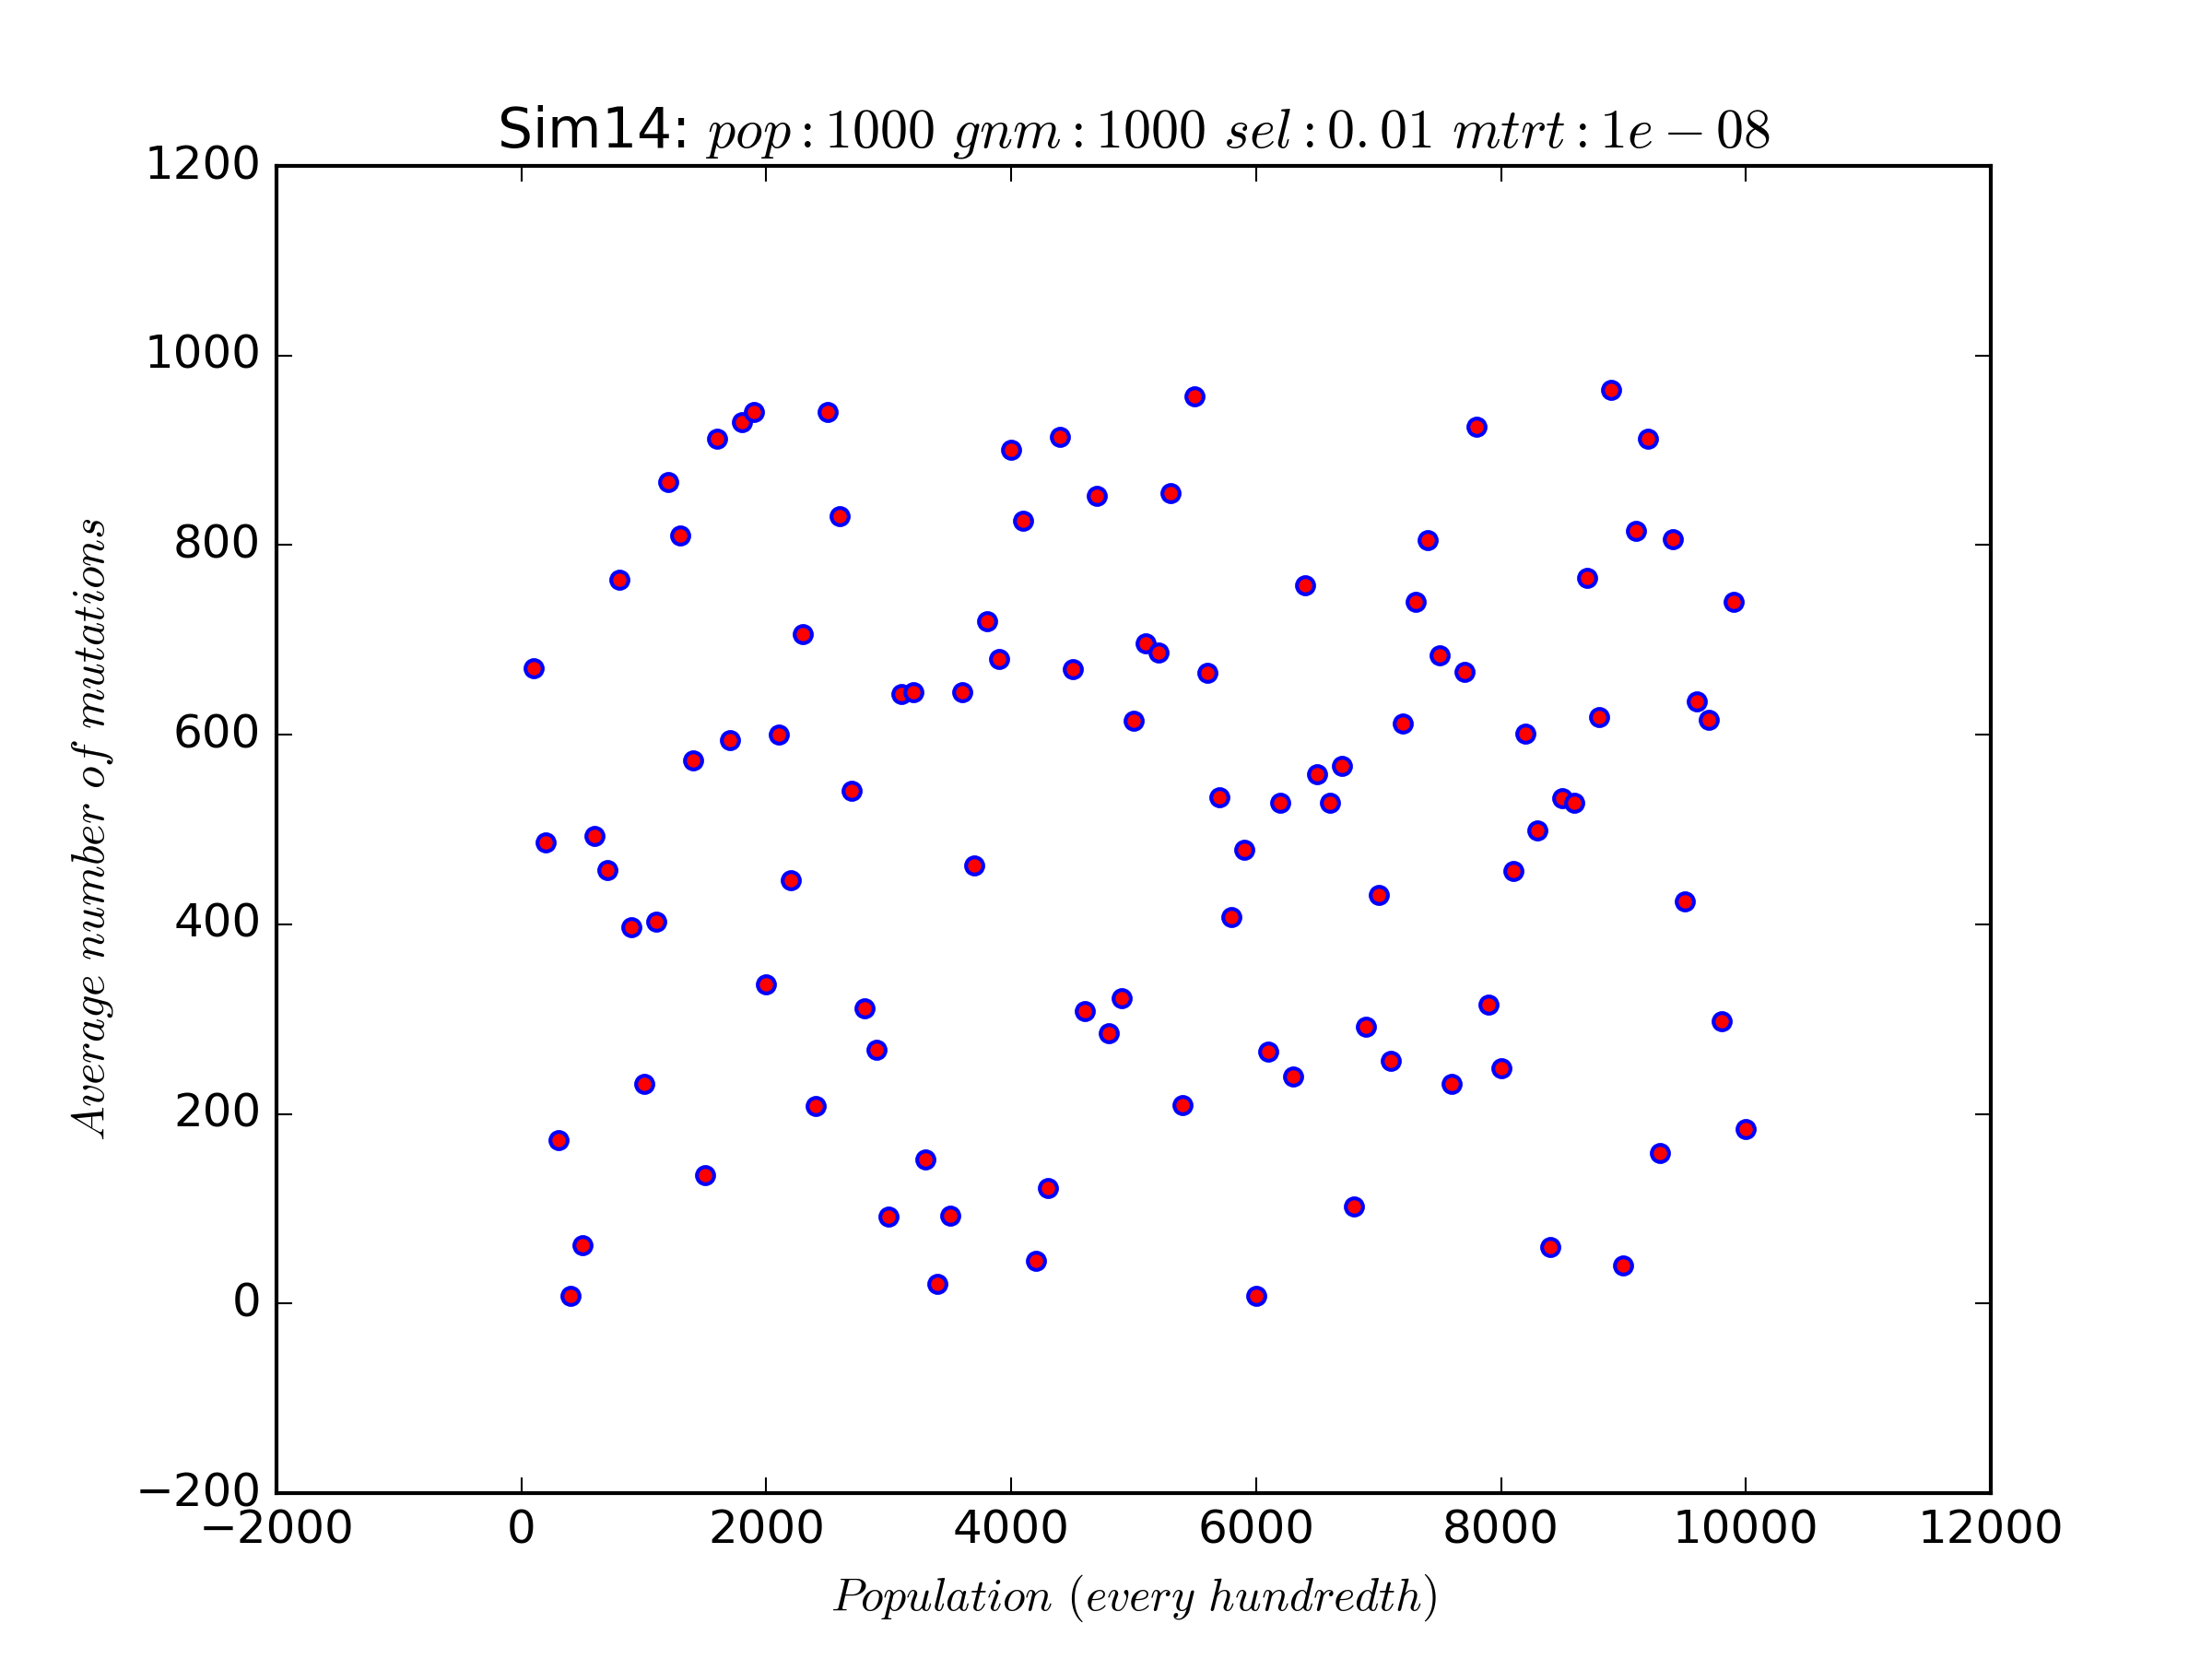 Sim14: pop : 1000 gnm : 1000 sel : 0.01 mtrt : 1e − 08
1200
1000
800
600
400
200
0
−200
Average number of mutations
−2000 0 2000 4000 6000 8000 10000 12000
Population (every hundredth)